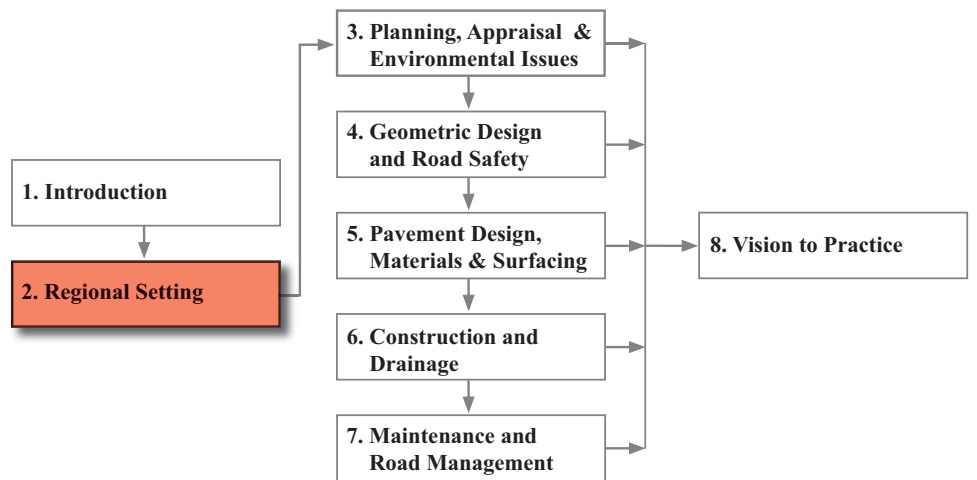 1. Introduction
2. Regional Setting
3. Planning, Appraisal &
Environmental Issues
4. Geometric Design
and Road Safety
5. Pavement Design,
Materials & Surfacing
6. Construction and
Drainage
7. Maintenance and
Road Management
8. Vision to Practice